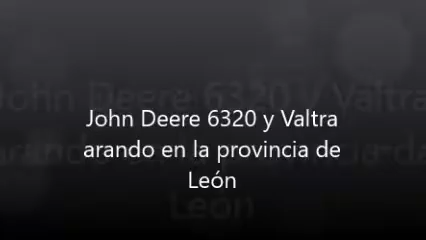 John Deere 6320 y Valtra
arando en la provincia de
León